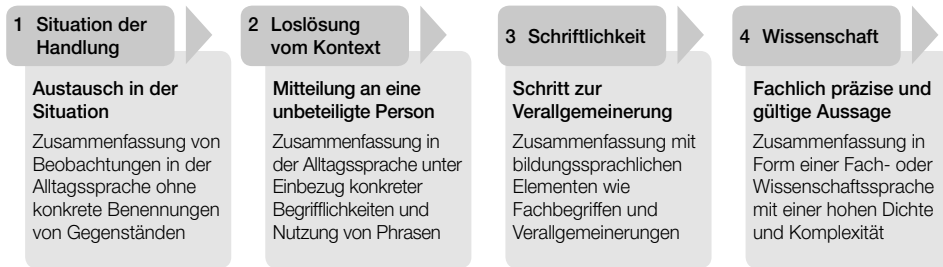 1 Situation der
Handlung
Austausch in der
Situation
Zusammenfassung von
Beobachtungen in der
Alltagssprache ohne
konkrete Benennungen
von Gegenständen
2 Loslösung
vom Kontext
Mitteilung an eine
unbeteiligte Person
Zusammenfassung in
der Alltagssprache unter
Einbezug konkreter
Begrifflichkeiten und
Nutzung von Phrasen
3 Schriftlichkeit
Schritt zur
Verallgemeinerung
Zusammenfassung mit
bildungssprachlichen
Elementen wie
Fachbegriffen und
Verallgemeinerungen
4 Wissenschaft
Fachlich präzise und
gültige Aussage
Zusammenfassung in
Form einer Fach- oder
Wissenschaftssprache
mit einer hohen Dichte
und Komplexität